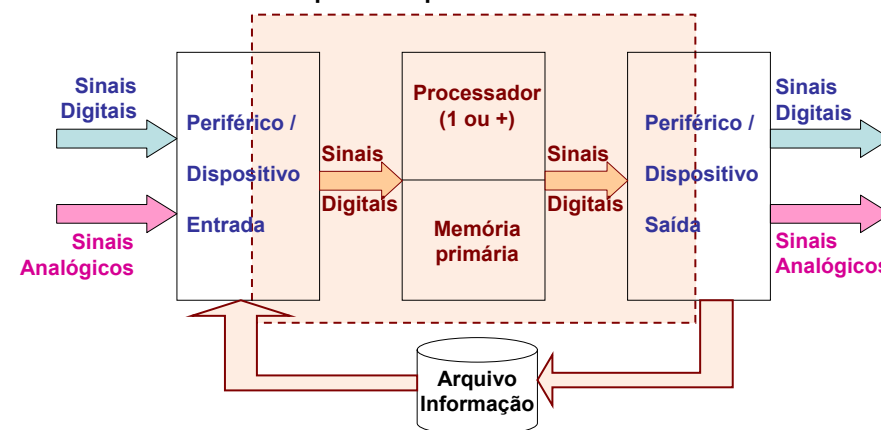 Sinais
Digitais
Sinais
Analógicos
Periférico /
Dispositivo
Entrada
Sinais
Digitais
Processador
(1 ou +)
Memória
primária
Sinais
Digitais
Periférico /
Dispositivo
Saída
Sinais
Digitais
Sinais
Analógicos
Arquivo
Informação